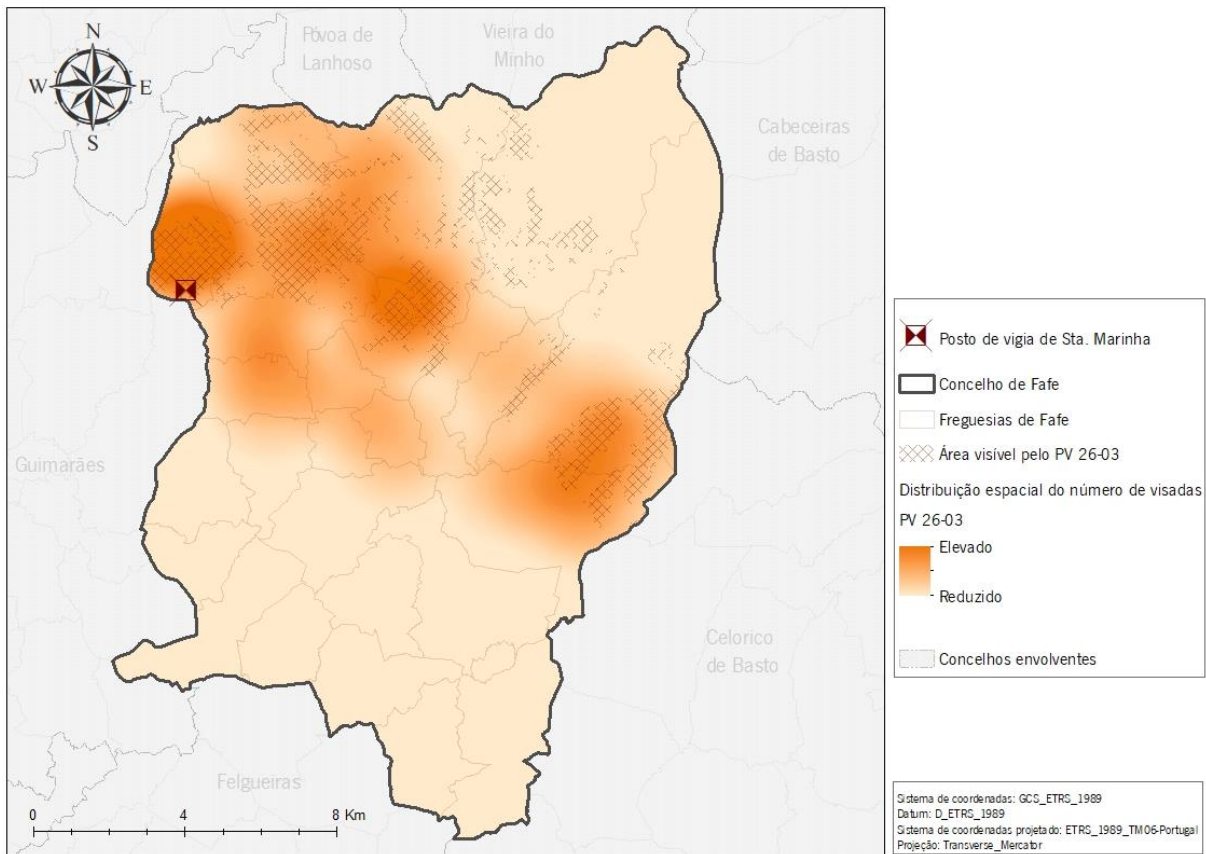 N
W
E
S
Póvoa de
Lanhoso
Vieira do
Minho
Cabeceiras
de Basto
Guimarães
Celorico
de Basto
Felgueiras
0 4 8 Km
Posto de vigia de Sta. Marinha
Concelho de Fafe
Freguesias de Fafe
Área visível pelo PV 26-03
Distribuição espacial do número de visadas
PV 26-03
Elevado
Reduzido
Concelhos envolventes
Sistema de coordenadas: GCS_ETRS_1989
Datum: D_ETRS_1989
Sistema de coordenadas projetado: ETRS_1989_TM06-Portugal
Projeção: Transverse_Mercator